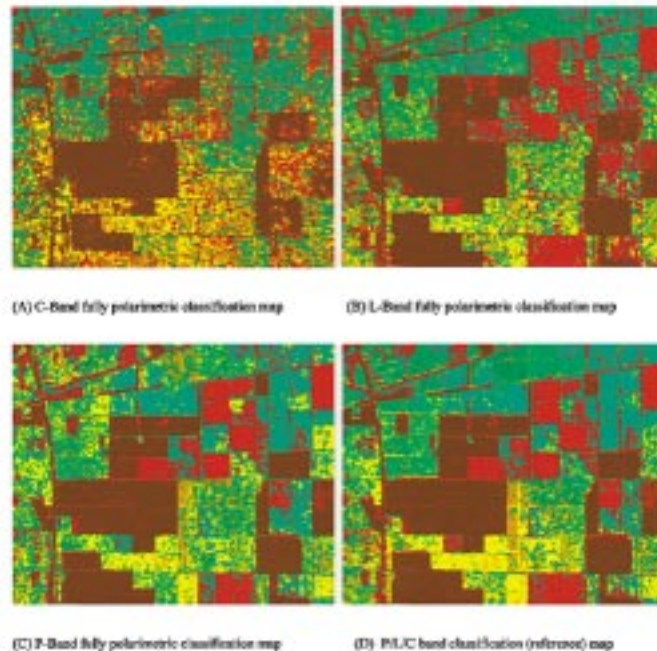 (A) C-Band fully polarimetric classification map
(B) L-Band fully polarimetric classification map
(C) P-Band fully polarimetric classification map
(D) P/L/C band classification (reference) map